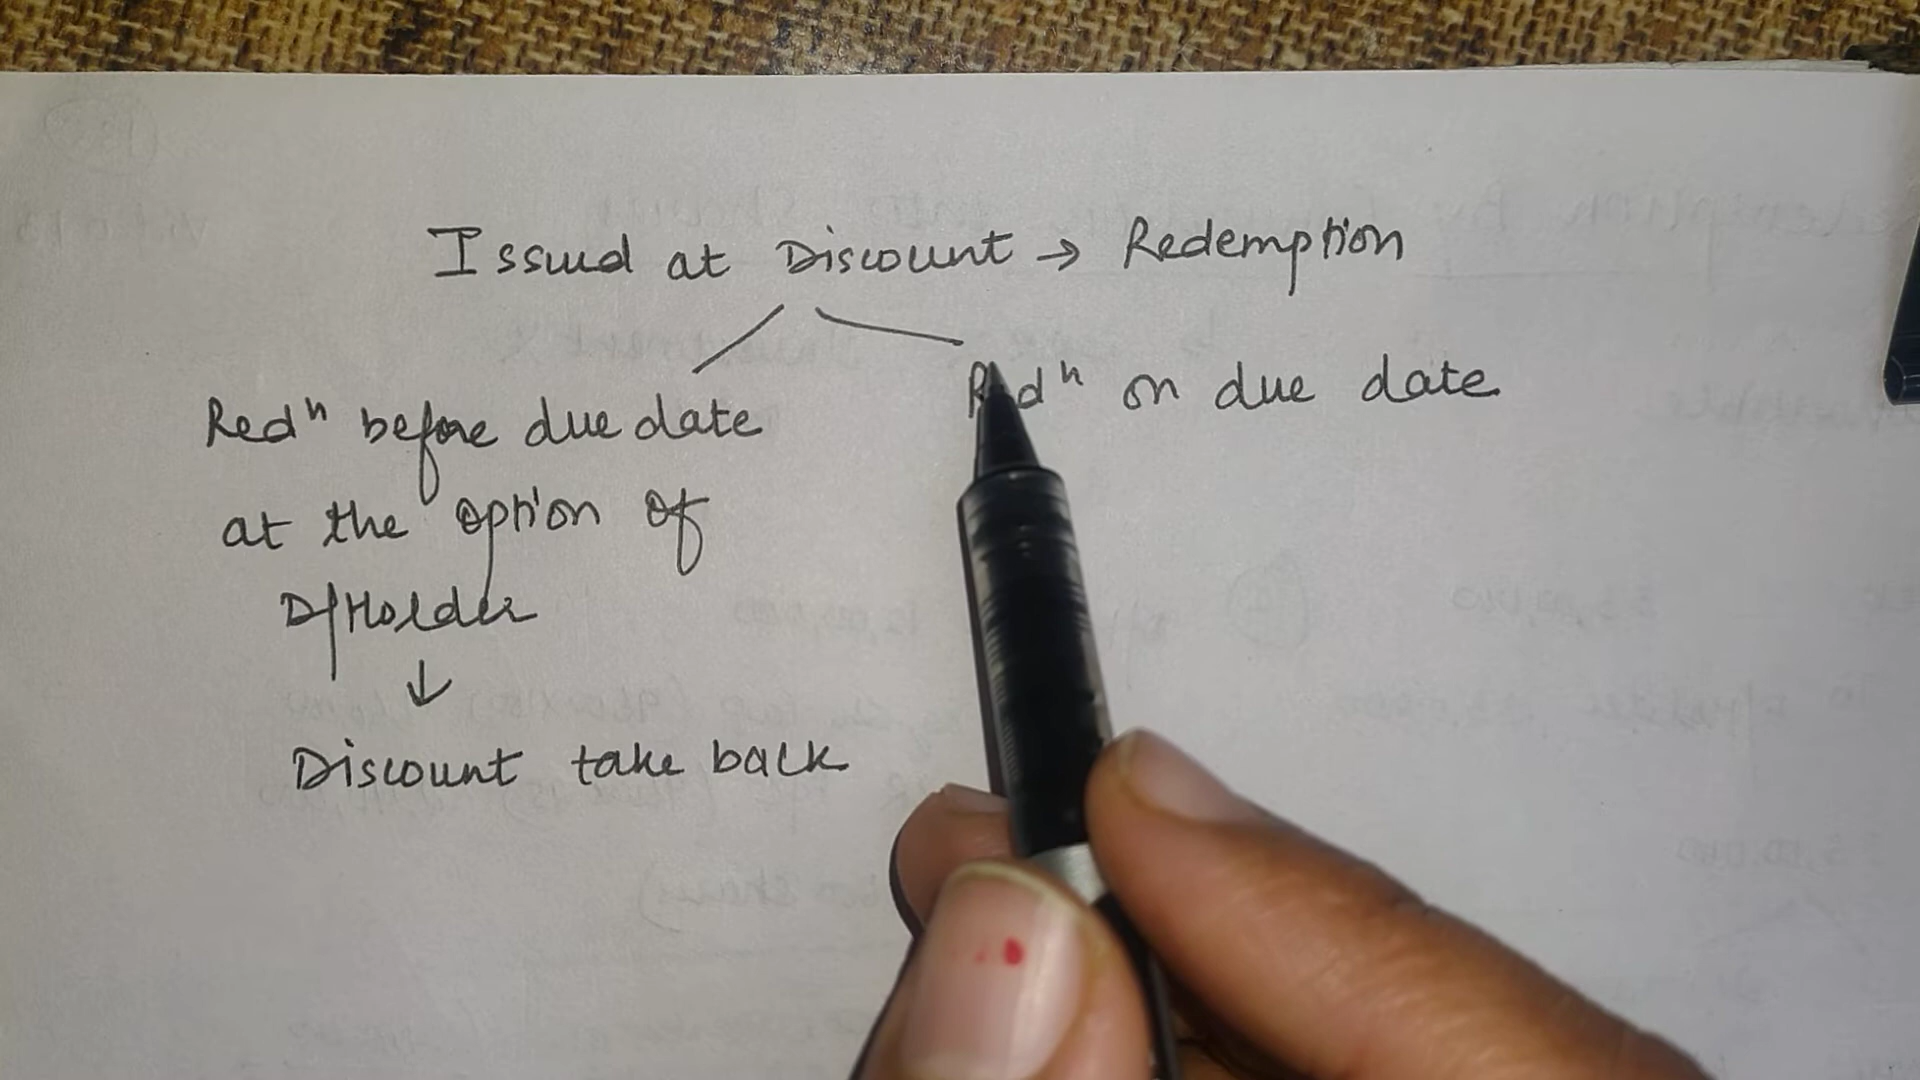 Issued at Discount → Redemption
Redⁿ before due date
at the option of
D/Holder
↓
Discount take back
Redⁿ on due date